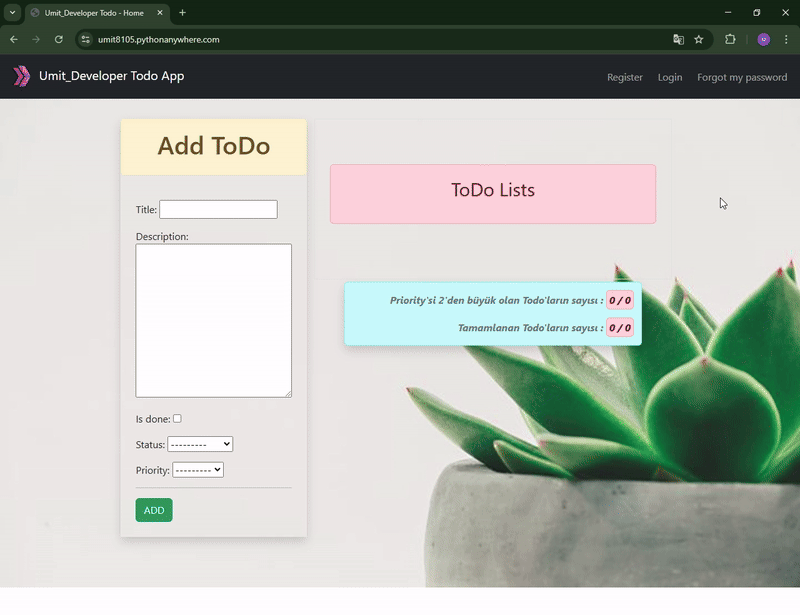 Umit_Developer Todo - Home
umit8105.pythonanywhere.com
Umit_Developer Todo App
Register Login Forgot my password
Add ToDo
Title:
Description:
Is done:
Status: ---------
Priority: ---------
ADD
ToDo Lists
Priority'si 2'den büyük olan Todo'ların sayısı : 0 / 0
Tamamlanan Todo'ların sayısı : 0 / 0